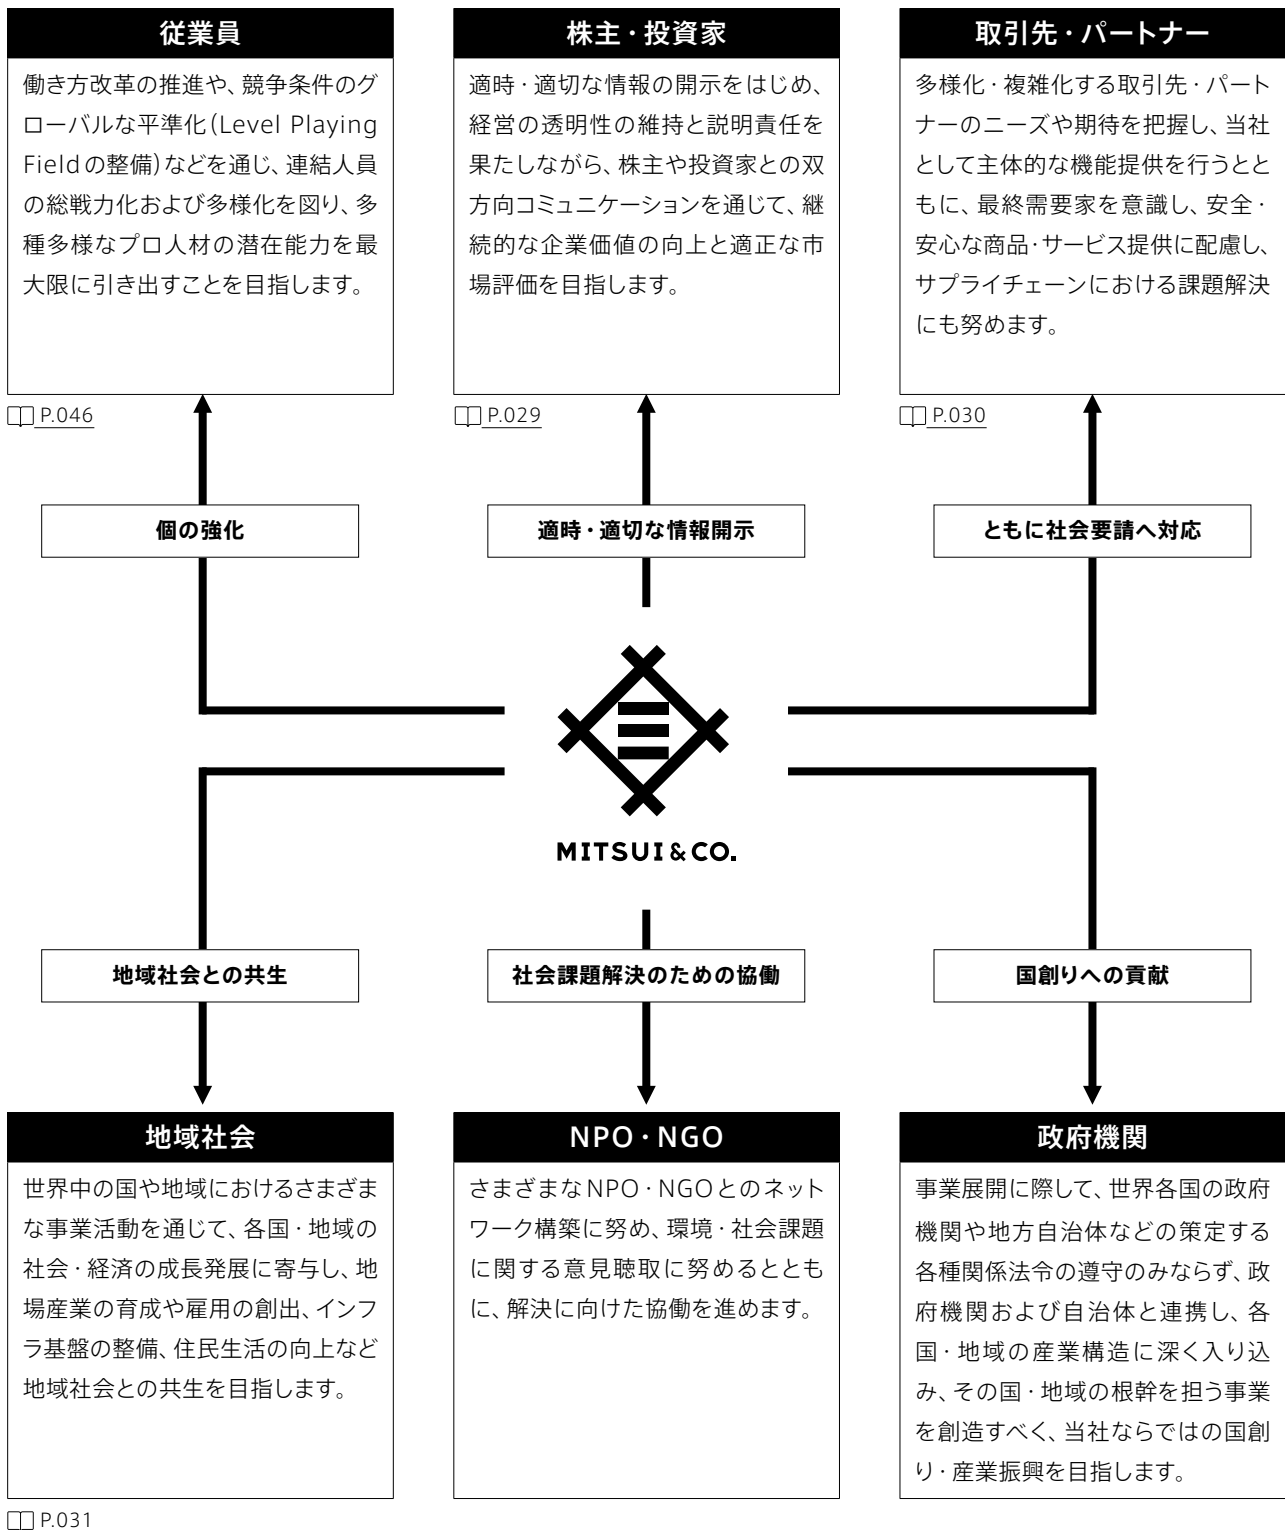 従業員
働き方改革の推進や、競争条件のグ
ローバルな平準化(Level Playing
Fieldの整備)などを通じ、連結人員
の総戦力化および多様化を図り、多
種多様なプロ人材の潜在能力を最
大限に引き出すことを目指します。
P.046
株主・投資家
適時・適切な情報の開示をはじめ、
経営の透明性の維持と説明責任を
果たしながら、株主や投資家との双
方向コミュニケーションを通じて、継
続的な企業価値の向上と適正な市
場評価を目指します。
P.029
取引先・パートナー
多様化・複雑化する取引先・パート
ナーのニーズや期待を把握し、当社
として主体的な機能提供を行うとと
もに、最終需要家を意識し、安全・
安心な商品・サービス提供に配慮し、
サプライチェーンにおける課題解決
にも努めます。
P.030
個の強化
適時・適切な情報開示
ともに社会要請へ対応
MITSUI & CO.
地域社会との共生
社会課題解決のための協働
国創りへの貢献
地域社会
世界中の国や地域におけるさまざま
な事業活動を通じて、各国・地域の
社会・経済の成長発展に寄与し、地
場産業の育成や雇用の創出、インフ
ラ基盤の整備、住民生活の向上など
地域社会との共生を目指します。
P.031
NPO・NGO
さまざまなNPO・NGOとのネット
ワーク構築に努め、環境・社会課題
に関する意見聴取に努めるととも
に、解決に向けた協働を進めます。
政府機関
事業展開に際して、世界各国の政府
機関や地方自治体などの策定する
各種関係法令の遵守のみならず、政
府機関および自治体と連携し、各
国・地域の産業構造に深く入り込
み、その国・地域の根幹を担う事業
を創造すべく、当社ならではの国創
り・産業振興を目指します。